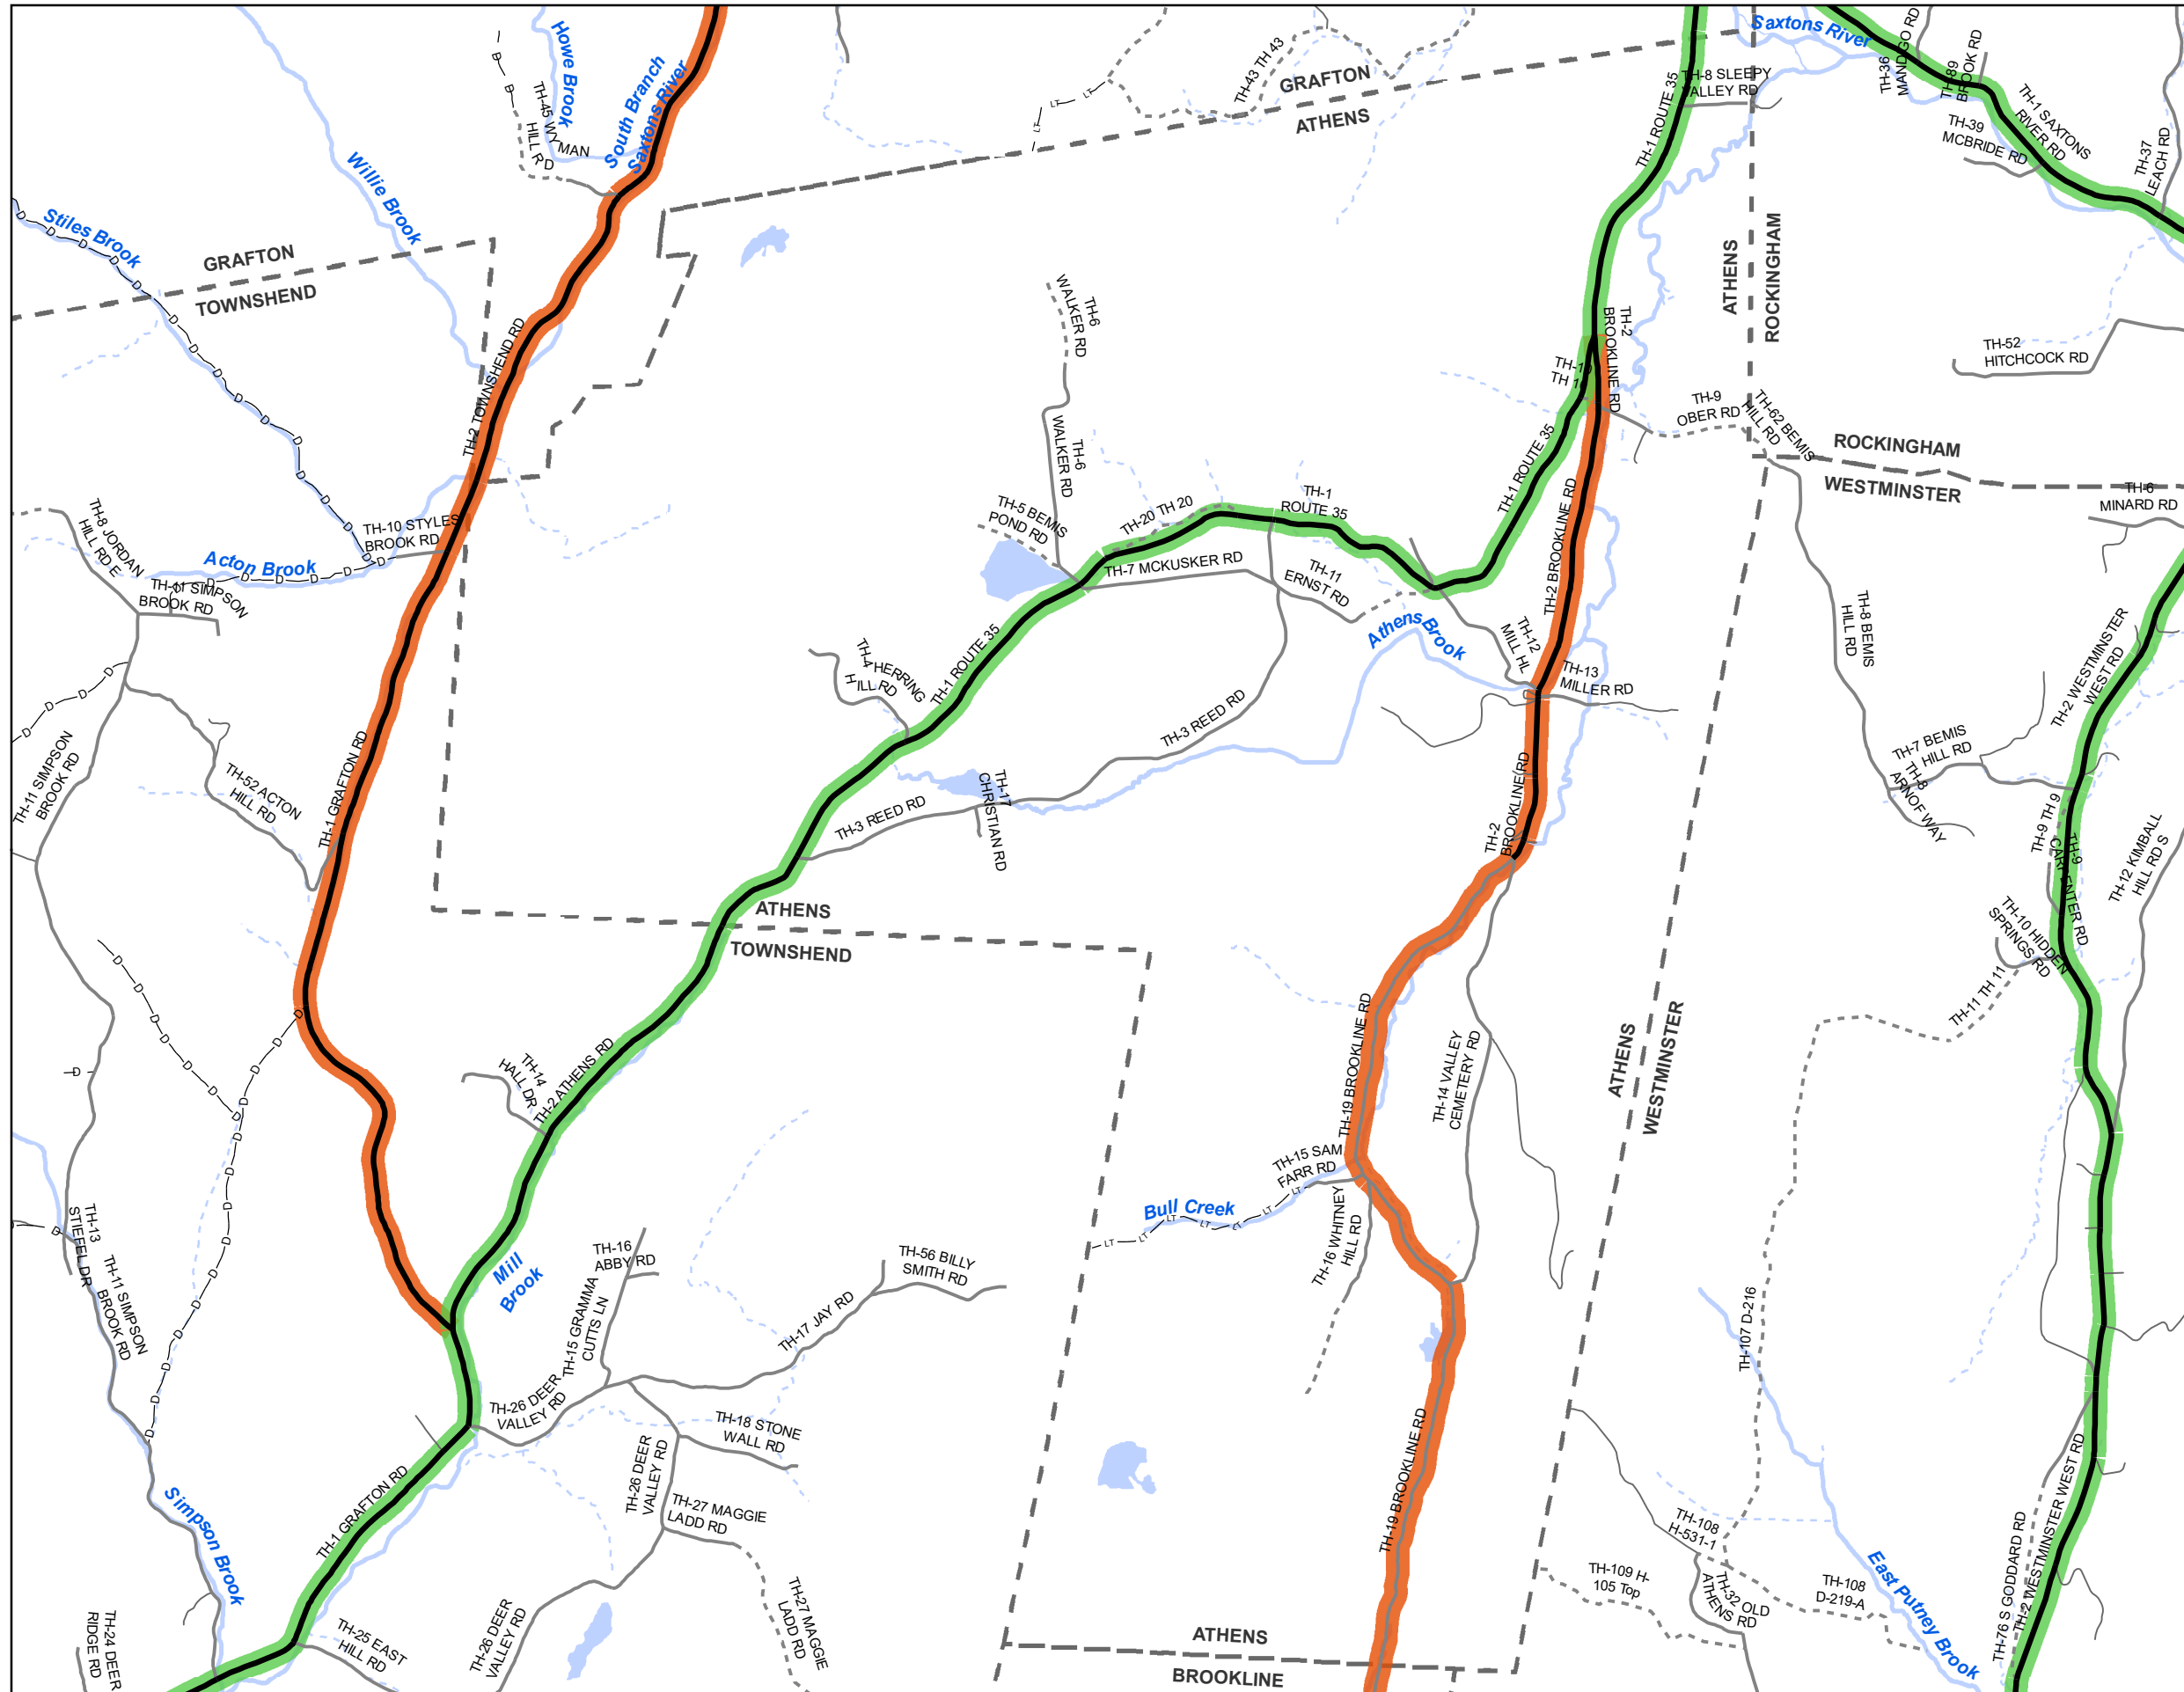 Howe Brook
South Branch
Saxtons River
Saxtons River
TH-45 WYMAN
HILL RD
TH-43 TH 43
GRAFTON
ATHENS
TH-1 ROUTE 35
TH-8 SLEEPY
VALLEY RD
TH-36
MANDIGO RD
TH-89
BROOK RD
TH-1 SAXTONS
RIVER RD
TH-39
MCBRIDE RD
TH-37
LEACH RD
Willie Brook
Stiles Brook
GRAFTON
TOWNSHEND
ATHENS
ROCKINGHAM
TH-6
WALKER RD
TH-2
BROOKLINE RD
TH-52
HITCHCOCK RD
TH-2 TOWNSHEND RD
TH-9
OBER RD
TH-62 BEMIS
HILL RD
ROCKINGHAM
WESTMINSTER
TH-6
MINARD RD
TH-6
WALKER RD
TH-5 BEMIS
POND RD
TH-20 TH 20
TH-1
ROUTE 35
TH-1 ROUTE 35
TH-2 BROOKLINE RD
TH-8 JORDAN
HILL RD E
TH-10 STYLES
BROOK RD
Acton Brook
TH-11 SIMPSON
BROOK RD
TH-7 MCKUSKER RD
TH-11
ERNST RD
Athens Brook
TH-12
MILL HL
TH-13
MILLER RD
TH-8 BEMIS
HILL RD
TH-2 WESTMINSTER
WEST RD
TH-4 HERRING
HILL RD
TH-1 ROUTE 35
TH-3 REED RD
TH-11 SIMPSON
BROOK RD
TH-52 ACTON
HILL RD
TH-1 GRAFTON RD
TH-17
CHRISTIAN RD
TH-3 REED RD
TH-2
BROOKLINE RD
TH-7 BEMIS
HILL RD
TH-8
ARNOF WAY
TH-9 TH 9
TH-9
CARPENTER RD
TH-12 KIMBALL
HILL RD S
ATHENS
TOWNSHEND
TH-10 HIDDEN
SPRINGS RD
TH-11 TH 11
TH-14
HALL DR
TH-2 ATHENS RD
TH-19 BROOKLINE RD
TH-14 VALLEY
CEMETERY RD
ATHENS
WESTMINSTER
TH-15 SAM
FARR RD
Bull Creek
TH-16 WHITNEY
HILL RD
TH-13
STIEFEL DR
TH-11 SIMPSON
BROOK RD
Mill
Brook
TH-16
ABBY RD
TH-15 GRAMMA
CUTTS LN
TH-56 BILLY
SMITH RD
TH-17 JAY RD
TH-107 D-216
TH-26 DEER
VALLEY RD
TH-18 STONE
WALL RD
TH-26 DEER
VALLEY RD
TH-19 BROOKLINE RD
TH-1 GRAFTON RD
TH-27 MAGGIE
LADD RD
Simpson Brook
TH-108
H-531-1
TH-109 H-
105 Top
TH-32 OLD
ATHENS RD
TH-108
D-219-A
East Putney Brook
TH-76 S GODDARD RD
TH-2 WESTMINSTER WEST RD
TH-24 DEER
RIDGE RD
TH-25 EAST
HILL RD
TH-26 DEER
VALLEY RD
TH-27 MAGGIE
LADD RD
ATHENS
BROOKLINE